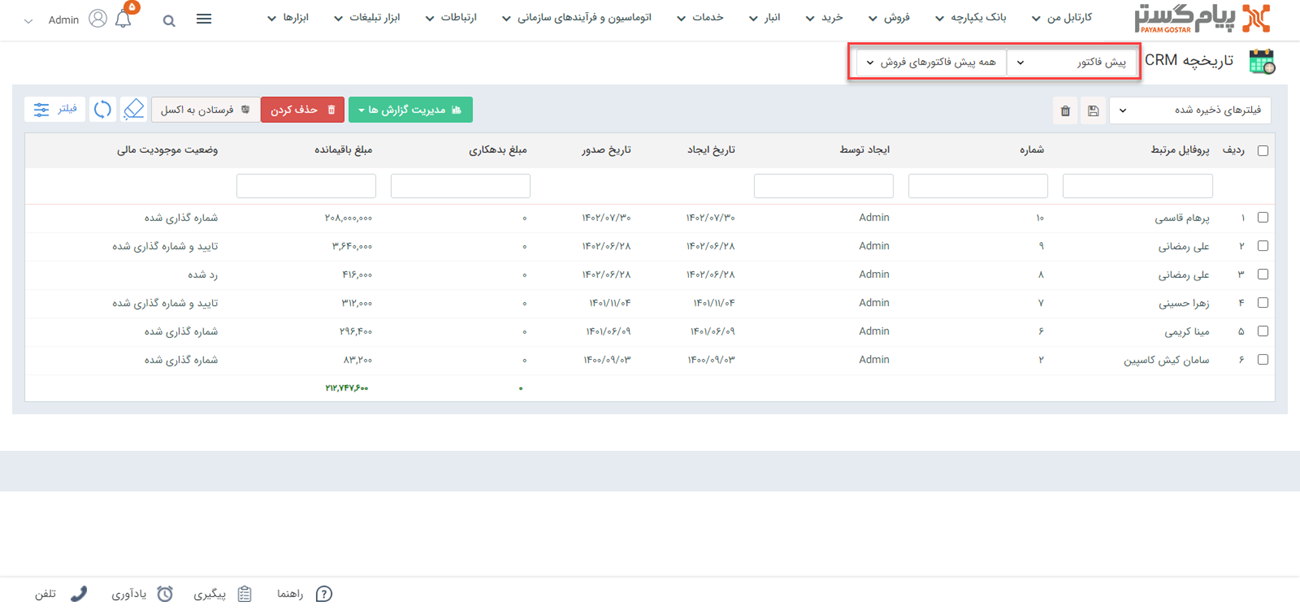 پیام گستر
PAYAM GOSTAR
کارتابل من
بانک یکپارچه
فروش
خرید
انبار
خدمات
ارتباطات
اتوماسیون و فرآیندهای سازمانی
ابزار تبلیغات
ابزارها
۵
Admin
تاریخچه CRM
پیش فاکتور
همه پیش فاکتورهای فروش
فیلترهای ذخیره شده
مدیریت گزارش ها
حذف کردن
فرستادن به اکسل
فیلتر
ردیف پروفایل مرتبط شماره ایجاد توسط تاریخ ایجاد تاریخ صدور مبلغ بدهکاری مبلغ باقیمانده وضعیت موجودیت مالی
۱ پرهام قاسمی ۱۰ Admin ۱۴۰۲/۰۷/۳۰ ۱۴۰۲/۰۷/۳۰ ۰ ۲۰۸,۰۰۰,۰۰۰ شماره گذاری شده
۲ علی رمضانی ۹ Admin ۱۴۰۲/۰۶/۲۸ ۱۴۰۲/۰۶/۲۸ ۰ ۳,۶۴۰,۰۰۰ تایید و شماره گذاری شده
۳ علی رمضانی ۸ Admin ۱۴۰۲/۰۶/۲۸ ۱۴۰۲/۰۶/۲۸ ۰ ۴۱۶,۰۰۰ رد شده
۴ زهرا حسینی ۷ Admin ۱۴۰۱/۱۱/۰۴ ۱۴۰۱/۱۱/۰۴ ۰ ۳۱۲,۰۰۰ تایید و شماره گذاری شده
۵ مینا کریمی ۶ Admin ۱۴۰۱/۰۶/۰۹ ۱۴۰۱/۰۶/۰۹ ۰ ۲۹۶,۴۰۰ شماره گذاری شده
۶ سامان کیش کاسپین ۲ Admin ۱۴۰۰/۰۹/۰۳ ۱۴۰۰/۰۹/۰۳ ۰ ۸۳,۲۰۰ شماره گذاری شده
۰ ۲۱۲,۷۴۷,۶۰۰
راهنما
پیگیری
یادآوری
تلفن